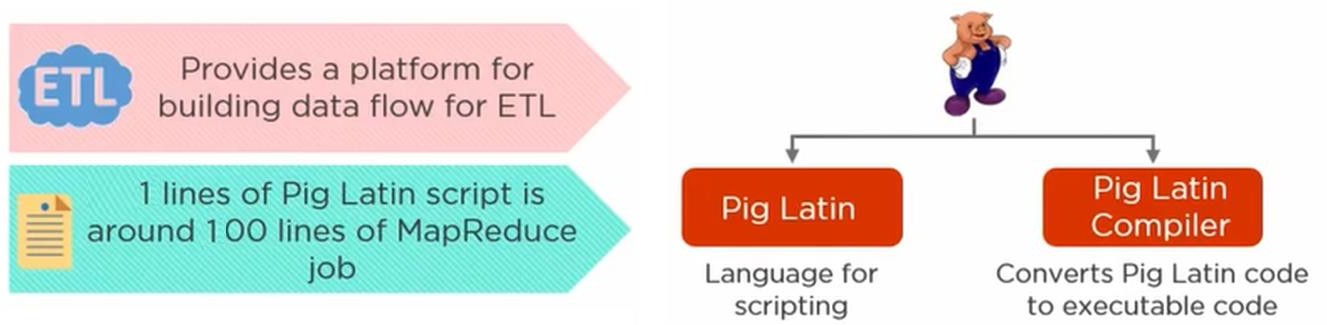 ETL
Provides a platform for
building data flow for ETL
1 lines of Pig Latin script is
around 100 lines of MapReduce
job
Pig Latin
Language for
scripting
Pig Latin
Compiler
Converts Pig Latin code
to executable code